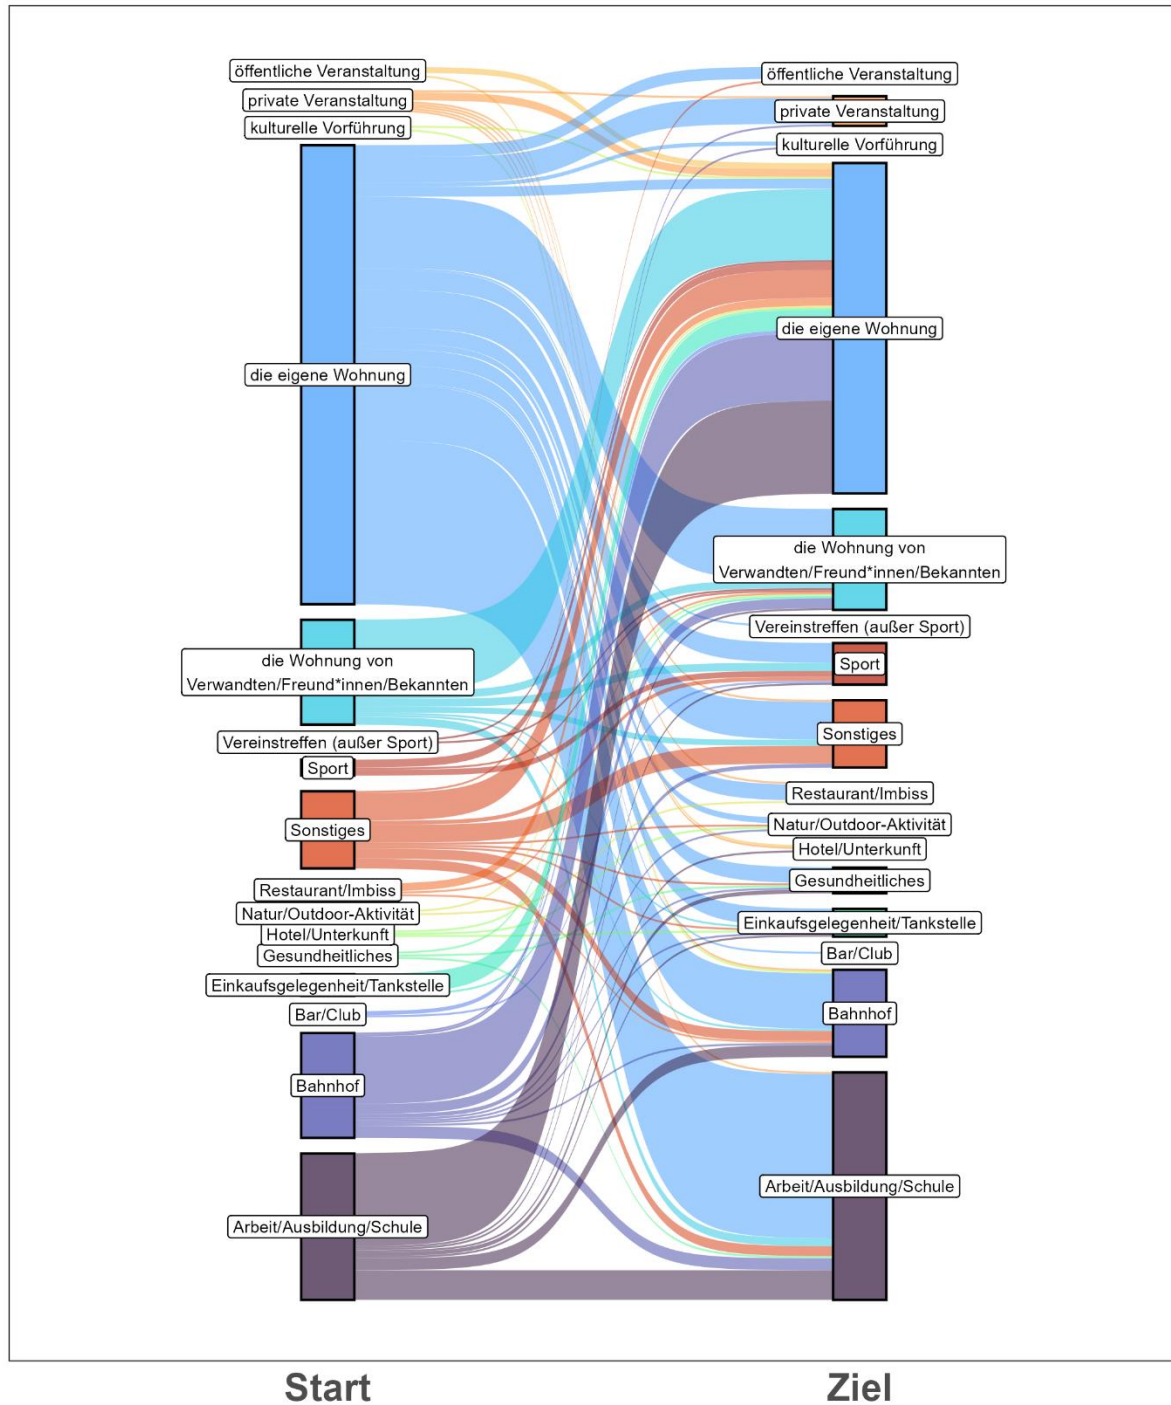 öffentliche Veranstaltung
private Veranstaltung
kulturelle Vorführung
die eigene Wohnung
die Wohnung von
Verwandten/Freund*innen/Bekannten
Vereinstreffen (außer Sport)
Sport
Sonstiges
Restaurant/Imbiss
Natur/Outdoor-Aktivität
Hotel/Unterkunft
Gesundheitliches
Einkaufsgelegenheit/Tankstelle
Bar/Club
Bahnhof
Arbeit/Ausbildung/Schule
Start
öffentliche Veranstaltung
private Veranstaltung
kulturelle Vorführung
die eigene Wohnung
die Wohnung von
Verwandten/Freund*innen/Bekannten
Vereinstreffen (außer Sport)
Sport
Sonstiges
Restaurant/Imbiss
Natur/Outdoor-Aktivität
Hotel/Unterkunft
Gesundheitliches
Einkaufsgelegenheit/Tankstelle
Bar/Club
Bahnhof
Arbeit/Ausbildung/Schule
Ziel